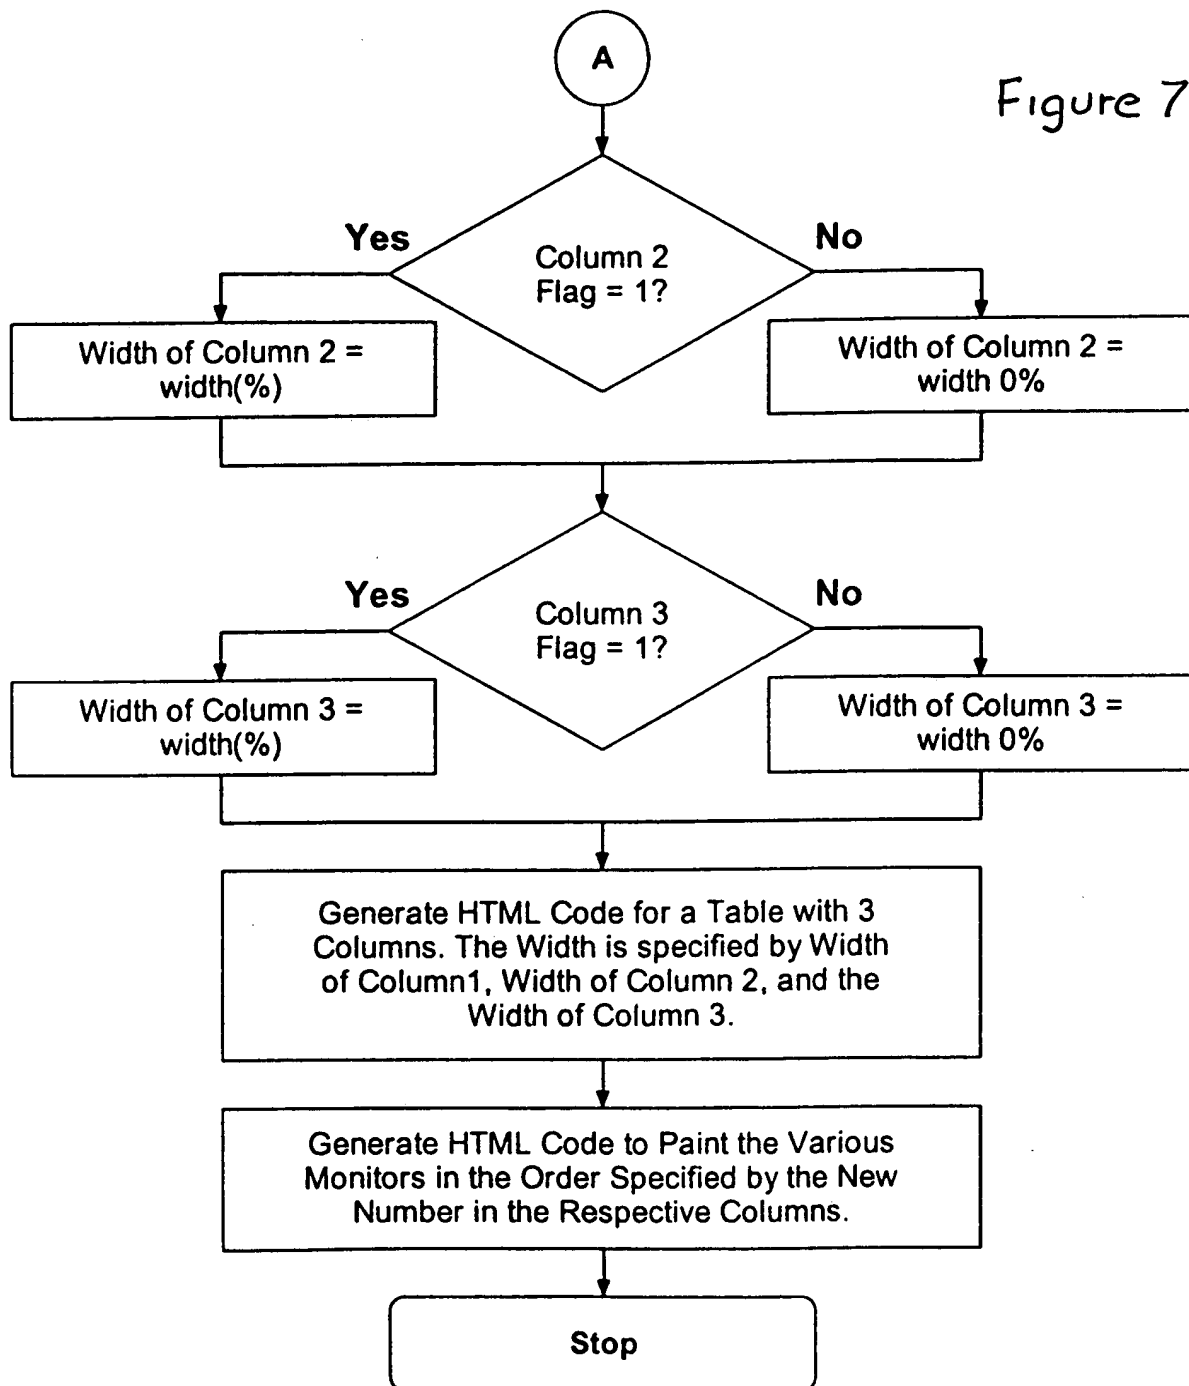 A
Figure 7
Yes
No
Column 2
Flag = 1?
Width of Column 2 =
width(%)
Width of Column 2 =
width 0%
Yes
No
Column 3
Flag = 1?
Width of Column 3 =
width(%)
Width of Column 3 =
width 0%
Generate HTML Code for a Table with 3
Columns. The Width is specified by Width
of Column1, Width of Column 2, and the
Width of Column 3.
Generate HTML Code to Paint the Various
Monitors in the Order Specified by the New
Number in the Respective Columns.
Stop